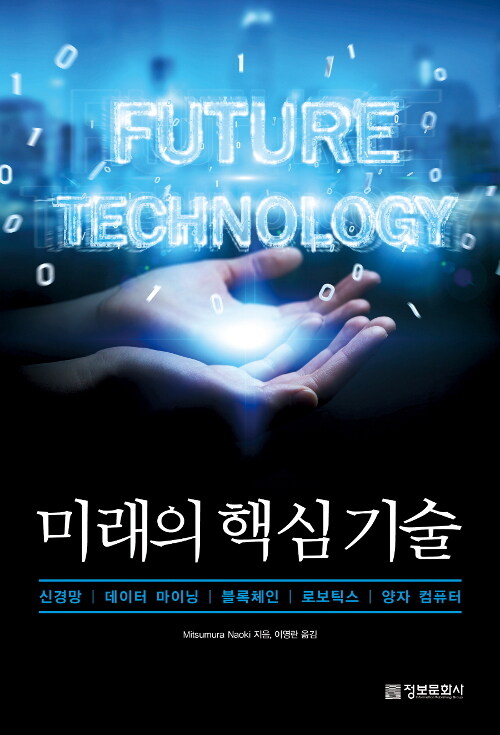 FUTURE
TECHNOLOGY
미래의 핵심 기술
신경망 | 데이터 마이닝 | 블록체인 | 로보틱스 | 양자 컴퓨터
Mitsumura Naoki 지음, 이영란 옮김
정보문화사